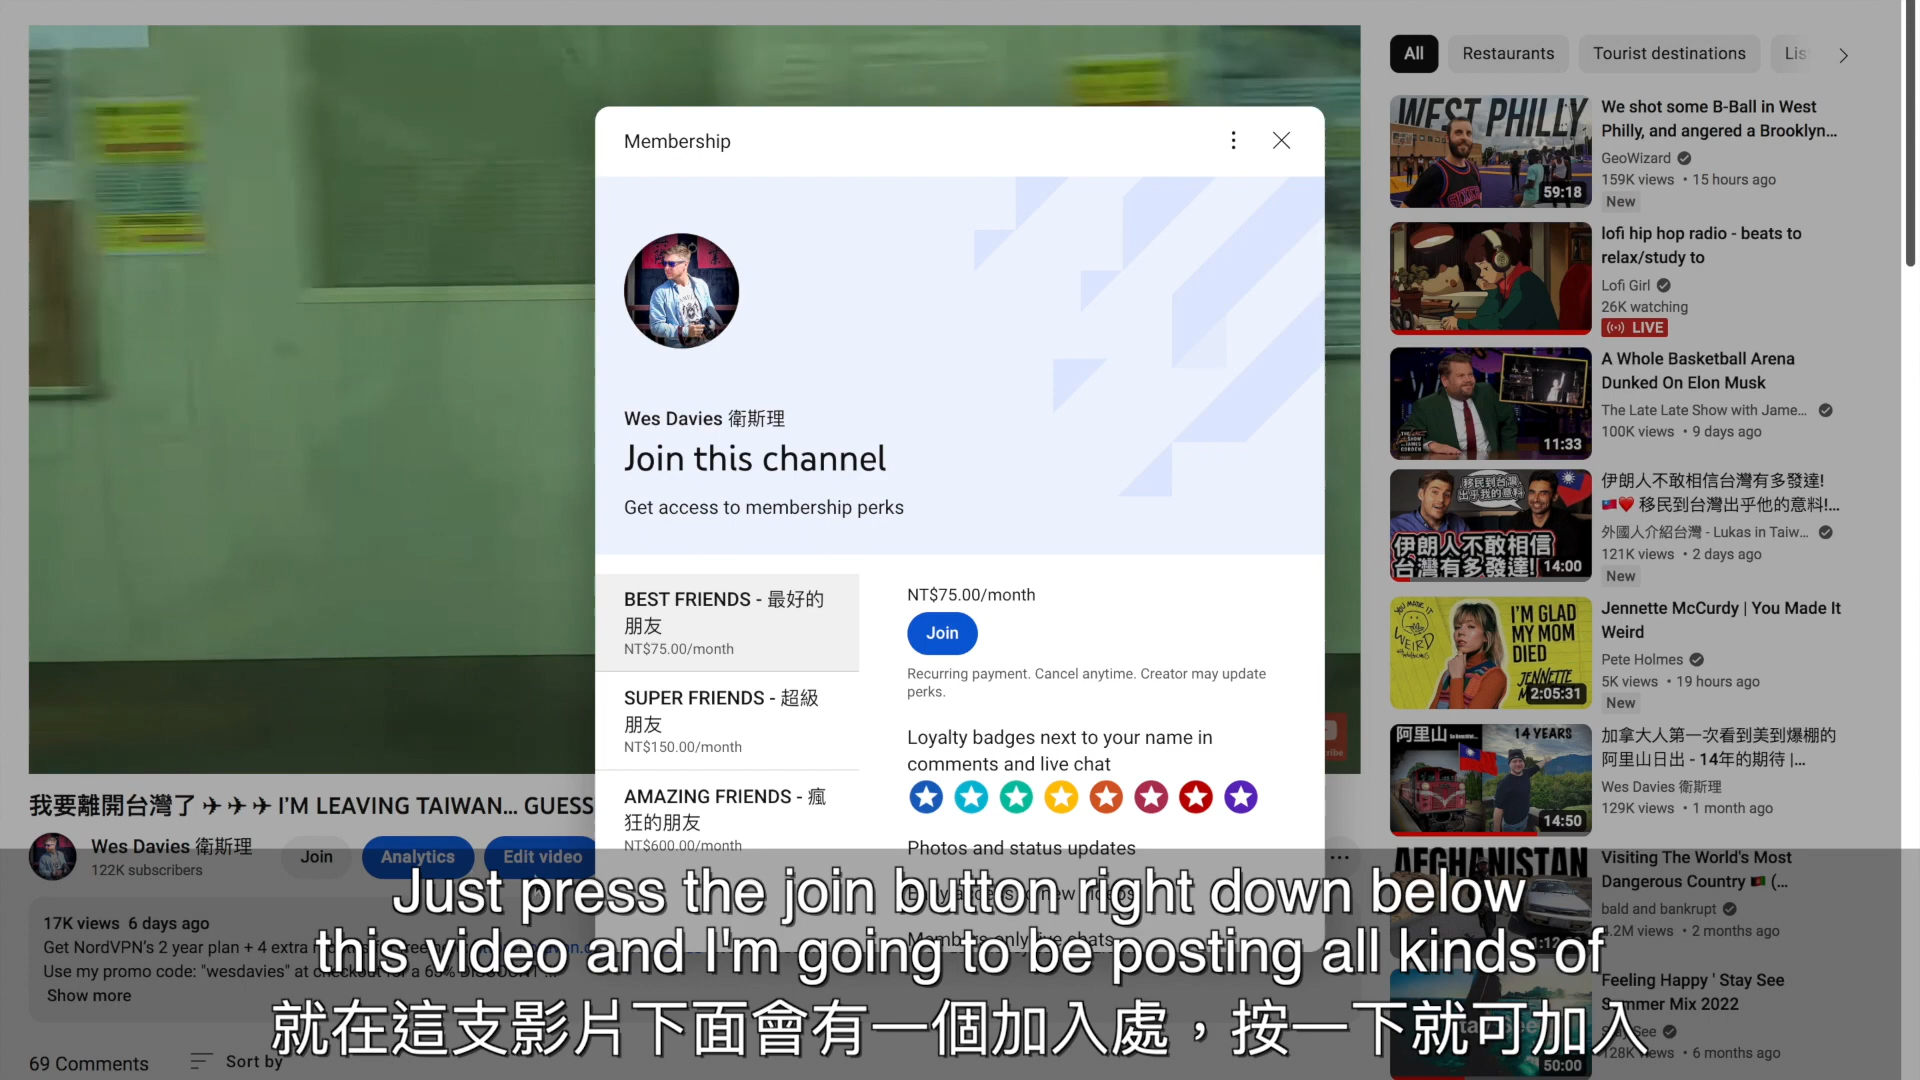 All
Restaurants
Tourist destinations
Lis
WEST PHILLY
59:18
We shot some B-Ball in West
Philly, and angered a Brooklyn...
GeoWizard
159K views • 15 hours ago
New
lofi hip hop radio - beats to
relax/study to
Lofi Girl
26K watching
LIVE
11:33
A Whole Basketball Arena
Dunked On Elon Musk
The Late Late Show with Jame...
100K views • 9 days ago
移民到台灣
出乎我的意料
伊朗人不敢相信
台灣有多發達!
14:00
伊朗人不敢相信台灣有多發達!
🇹🇼❤️ 移民到台灣出乎他的意料!...
外國人介紹台灣 - Lukas in Taiw...
121K views • 2 days ago
New
YOU MADE IT
WEIRD
I'M GLAD
MY MOM
DIED
JENNETTE
2:05:31
Jennette McCurdy | You Made It
Weird
Pete Holmes
5K views • 19 hours ago
New
阿里山
14 YEARS
14:50
加拿大人第一次看到美到爆棚的
阿里山日出 - 14年的期待 |...
Wes Davies 衛斯理
129K views • 1 month ago
AFGHANISTAN
Visiting The World's Most
Dangerous Country 🇦🇫 (...
bald and bankrupt
.2M views • 2 months ago
50:00
Feeling Happy ' Stay See
Summer Mix 2022
128K views • 6 months ago
Membership
Wes Davies 衛斯理
Join this channel
Get access to membership perks
BEST FRIENDS - 最好的
朋友
NT$75.00/month
SUPER FRIENDS - 超級
朋友
NT$150.00/month
AMAZING FRIENDS - 瘋
狂的朋友
NT$600.00/month
NT$75.00/month
Join
Recurring payment. Cancel anytime. Creator may update
perks.
Loyalty badges next to your name in
comments and live chat
Photos and status updates
我要離開台灣了 ✈ ✈ ✈ I'M LEAVING TAIWAN... GUESS
Wes Davies 衛斯理
122K subscribers
Join
Analytics
Edit video
17K views 6 days ago
Get NordVPN's 2 year plan + 4 extra
Use my promo code: "wesdavies" at
Show more
69 Comments
Sort by
Just press the join button right down below
this video and I'm going to be posting all kinds of
就在這支影片下面會有一個加入處，按一下就可加入